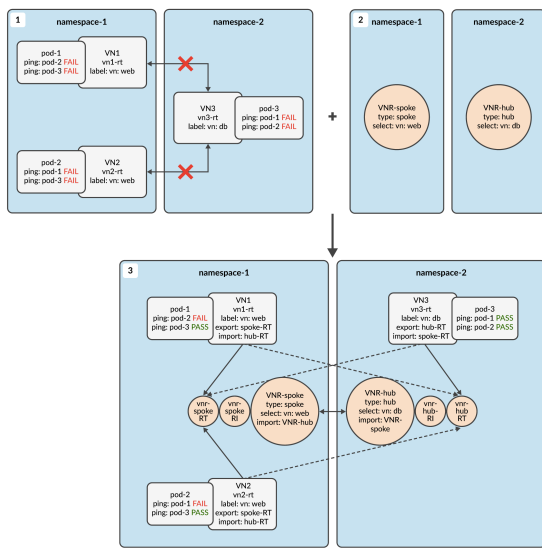 1
namespace-1
namespace-2
pod-1
ping: pod-2 FAIL
ping: pod-3 FAIL
VN1
vn1-rt
label: vn: web
VN3
vn3-rt
label: vn: db
pod-3
ping: pod-1 FAIL
ping: pod-2 FAIL
pod-2
ping: pod-1 FAIL
ping: pod-3 FAIL
VN2
vn2-rt
label: vn: web
+
2
namespace-1
namespace-2
VNR-spoke
type: spoke
select: vn: web
VNR-hub
type: hub
select: vn: db
3
namespace-1
namespace-2
pod-1
ping: pod-2 FAIL
ping: pod-3 PASS
VN1
vn1-rt
label: vn: web
export: spoke-RT
import: hub-RT
VN3
vn3-rt
label: vn: db
export: hub-RT
import: spoke-RT
pod-3
ping: pod-1 PASS
ping: pod-2 PASS
vnr-
spoke
RT
vnr-
spoke
RI
VNR-spoke
type: spoke
select: vn: web
import: VNR-hub
VNR-hub
type: hub
select: vn: db
import: VNR-
spoke
vnr-
hub-
RI
vnr-
hub
RT
pod-2
ping: pod-1 FAIL
ping: pod-3 PASS
VN2
vn2-rt
label: vn: web
export: spoke-RT
import: hub-RT